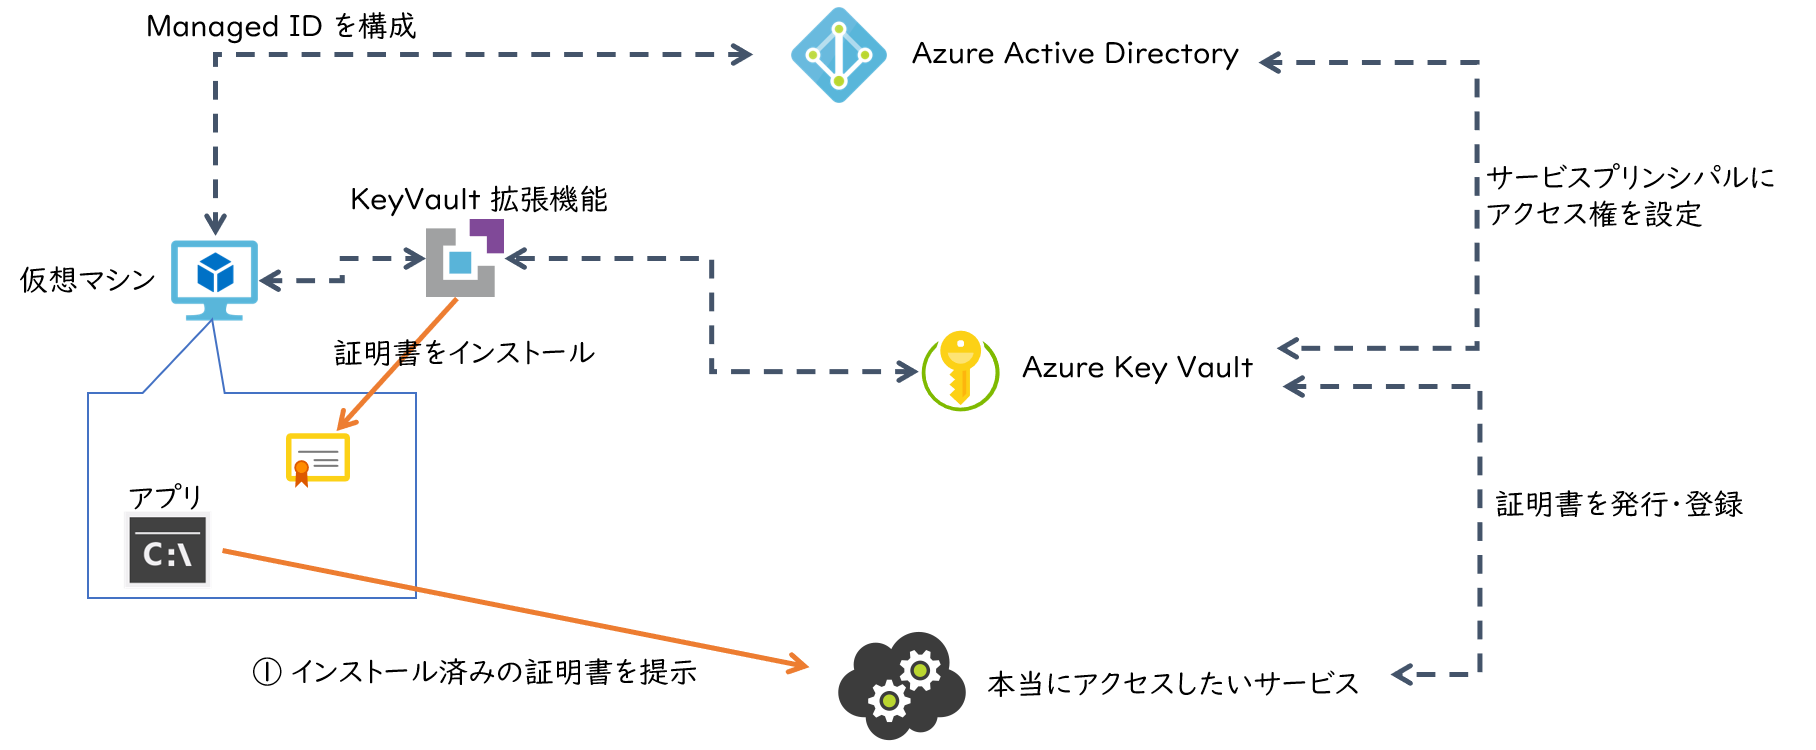 Managed ID を構成
Azure Active Directory
サービスプリンシパルに
アクセス権を設定
KeyVault 拡張機能
仮想マシン
証明書をインストール
Azure Key Vault
アプリ
C:\
証明書を発行・登録
① インストール済みの証明書を提示
本当にアクセスしたいサービス